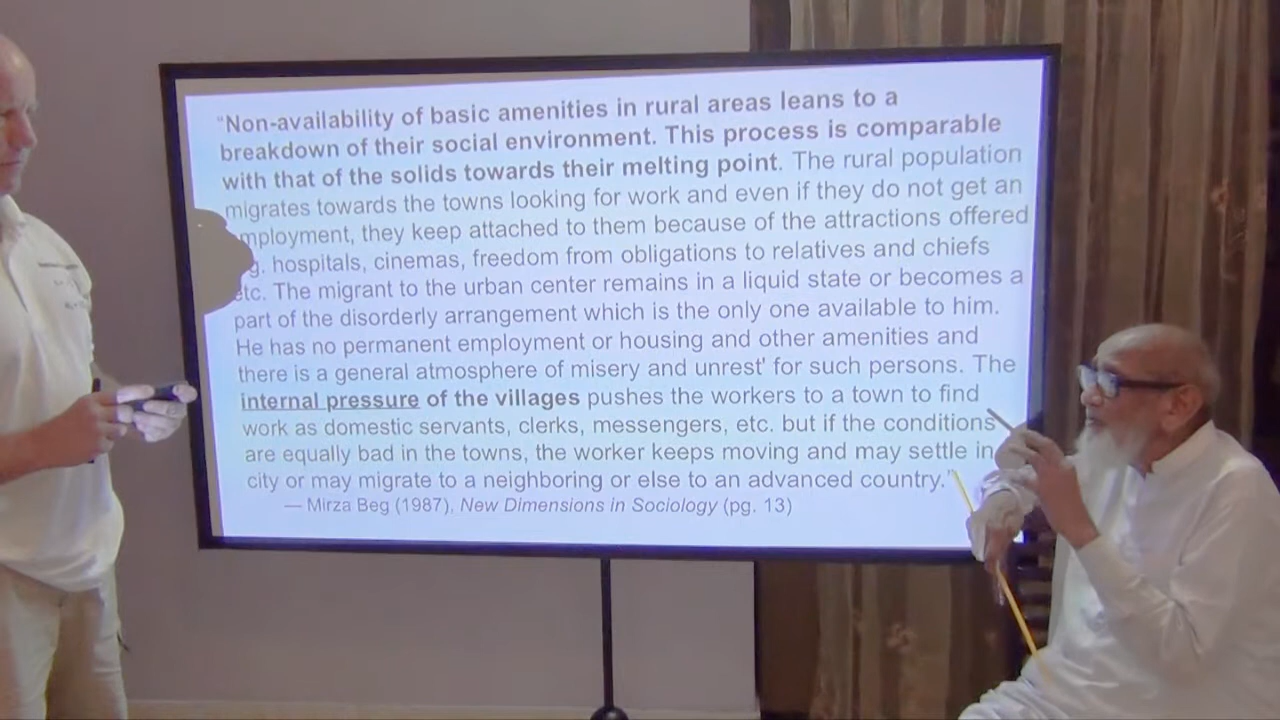 “Non-availability of basic amenities in rural areas leans to a
breakdown of their social environment. This process is comparable
with that of the solids towards their melting point. The rural population
migrates towards the towns looking for work and even if they do not get an
mployment, they keep attached to them because of the attractions offered
g. hospitals, cinemas, freedom from obligations to relatives and chiefs
etc. The migrant to the urban center remains in a liquid state or becomes a
part of the disorderly arrangement which is the only one available to him.
He has no permanent employment or housing and other amenities and
there is a general atmosphere of misery and unrest' for such persons. The
internal pressure of the villages pushes the workers to a town to find
work as domestic servants, clerks, messengers, etc. but if the conditions
are equally bad in the towns, the worker keeps moving and may settle in
city or may migrate to a neighboring or else to an advanced country.”
— Mirza Beg (1987), New Dimensions in Sociology (pg. 13)